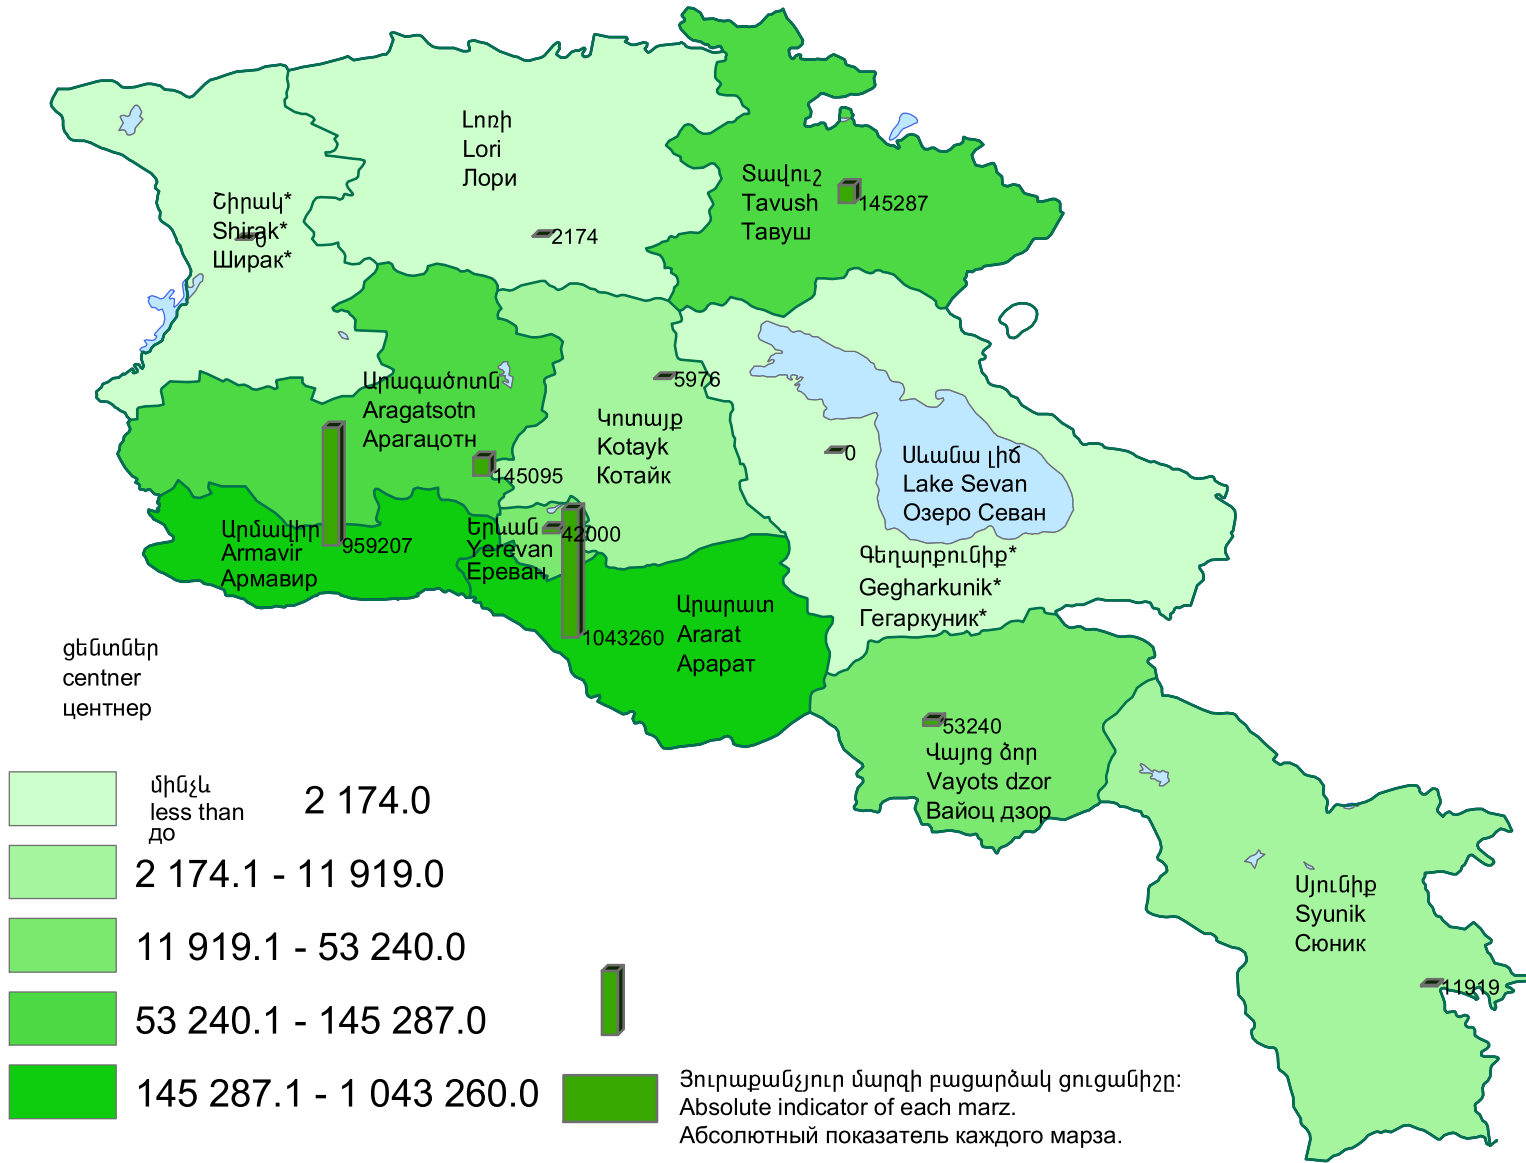 Լոռի
Lori
Лори
2174
Տավուշ
Tavush
Тавуш
145287
Շիրակ*
Shirak*
Ширак*
0
Արագածոտն
Aragatsotn
Арагацотн
145095
5976
Կոտայք
Kotayk
Котайк
0
Սևանա լիճ
Lake Sevan
Озеро Севан
Գեղարքունիք*
Gegharkunik*
Гегаркуник*
Արմավիր
Armavir
Армавир
959207
Երևան
Yerevan
Ереван
42000
1043260
Արարատ
Ararat
Арарат
53240
Վայոց ձոր
Vayots dzor
Вайоц дзор
Սյունիք
Syunik
Сюник
11919
ցենտներ
centner
центнер
մինչև
less than
до
2 174.0
2 174.1 - 11 919.0
11 919.1 - 53 240.0
53 240.1 - 145 287.0
145 287.1 - 1 043 260.0
Յուրաքանչյուր մարզի բացարձակ ցուցանիշը:
Absolute indicator of each marz.
Абсолютный показатель каждого марза.